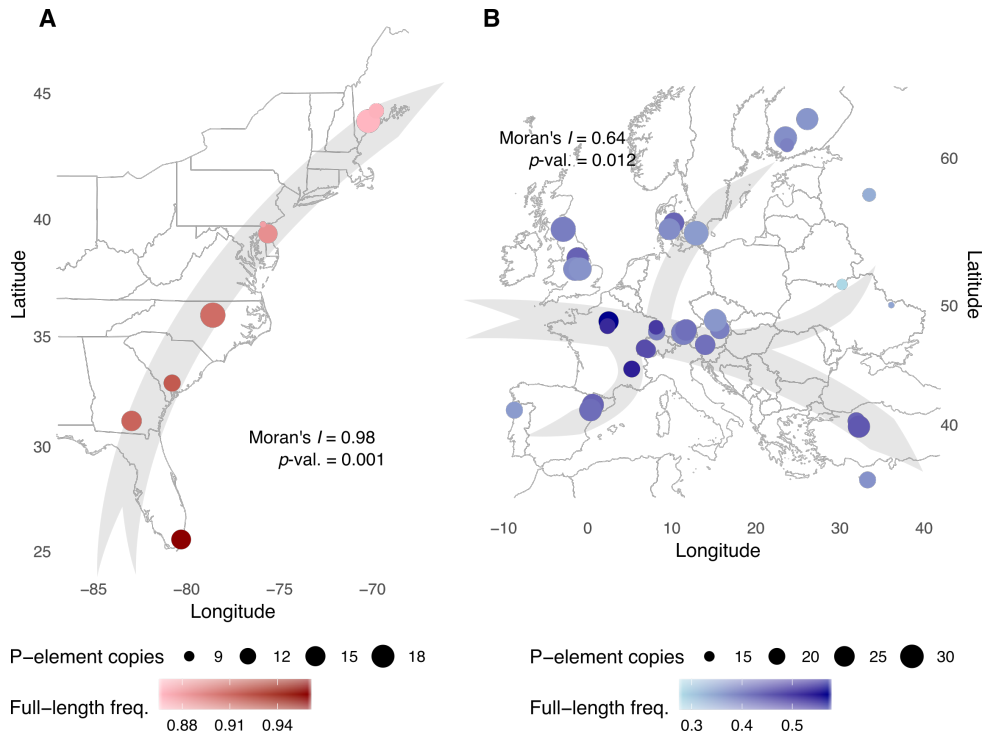 A
45
40
35
30
25
Latitude
Moran's I = 0.98
p-val. = 0.001
−85 −80 −75 −70
Longitude
P−element copies 9 12 15 18
Full−length freq.
0.88 0.91 0.94
B
Moran's I = 0.64
p-val. = 0.012
60
50
40
Latitude
−10 0 10 20 30 40
Longitude
P−element copies 15 20 25 30
Full−length freq.
0.3 0.4 0.5